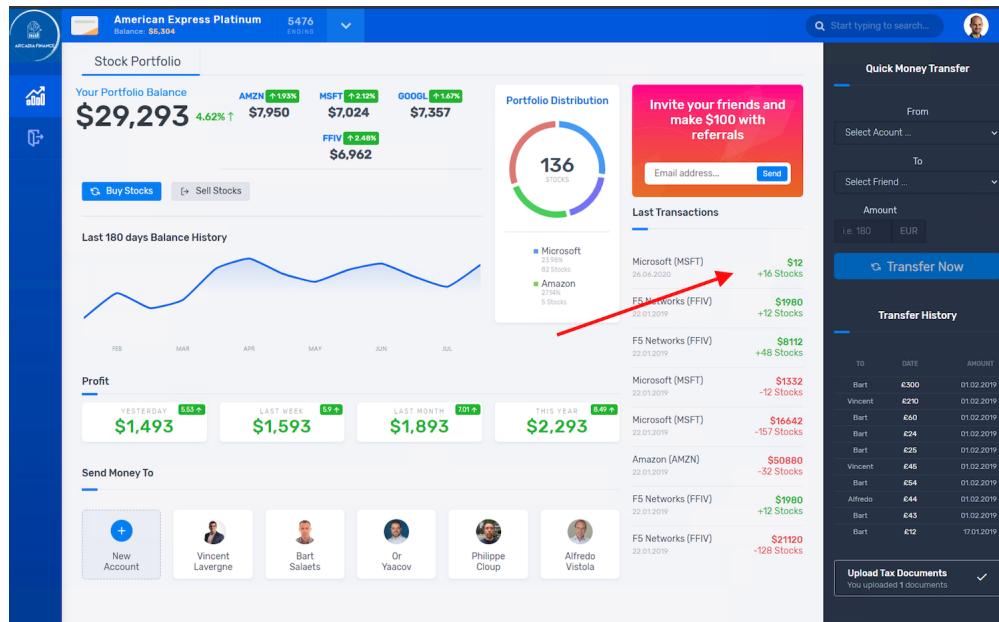 ARCADIA FINANCE
American Express Platinum
Balance: $5,304
5476
ENDING
Start typing to search...
Stock Portfolio
Your Portfolio Balance
$29,293 4.62% ↑
AMZN ↑ 1.93%
$7,950
MSFT ↑ 2.12%
$7,024
GOOGL ↑ 1.67%
$7,357
FFIV ↑ 2.48%
$6,962
Buy Stocks
Sell Stocks
Last 180 days Balance History
FEB MAR APR MAY JUN JUL
Portfolio Distribution
136
STOCKS
Microsoft
23.98%
82 Stocks
Amazon
27.14%
5 Stocks
Profit
YESTERDAY 5.53 ↑
$1,493
LAST WEEK 5.9 ↑
$1,593
LAST MONTH 7.01 ↑
$1,893
THIS YEAR 8.49 ↑
$2,293
Send Money To
New
Account
Vincent
Lavergne
Bart
Salaets
Or
Yaacov
Philippe
Cloup
Alfredo
Vistola
Invite your friends and
make $100 with
referrals
Email address... Send
Last Transactions
Microsoft (MSFT) $12
26.06.2020 +16 Stocks
F5 Networks (FFIV) $1980
22.01.2019 +12 Stocks
F5 Networks (FFIV) $8112
22.01.2019 +48 Stocks
Microsoft (MSFT) $1332
22.01.2019 -12 Stocks
Microsoft (MSFT) $16642
22.01.2019 -157 Stocks
Amazon (AMZN) $50880
22.01.2019 -32 Stocks
F5 Networks (FFIV) $1980
22.01.2019 +12 Stocks
F5 Networks (FFIV) $21120
22.01.2019 -128 Stocks
Quick Money Transfer
From
Select Acount ...
To
Select Friend ...
Amount
i.e. 180 EUR
Transfer Now
Transfer History
TO DATE AMOUNT
Bart £300 01.02.2019
Vincent £210 01.02.2019
Bart £60 01.02.2019
Bart £24 01.02.2019
Bart £25 01.02.2019
Vincent £45 01.02.2019
Bart £54 01.02.2019
Alfredo £44 01.02.2019
Bart £43 01.02.2019
Bart £12 17.01.2019
Upload Tax Documents
You uploaded 1 documents